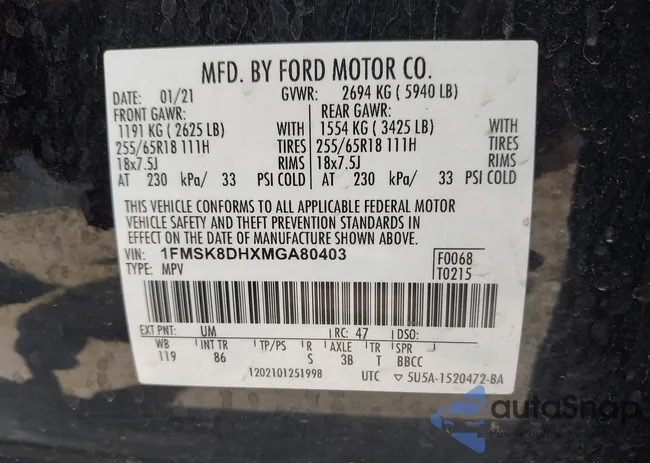 MFD. BY FORD MOTOR CO.
DATE: 01/21 GVWR: 2694 KG ( 5940 LB)
FRONT GAWR: REAR GAWR:
1191 KG ( 2625 LB) WITH 1554 KG ( 3425 LB) WITH
255/65R18 111H TIRES 255/65R18 111H TIRES
18x7.5J RIMS 18x7.5J RIMS
AT 230 kPa/ 33 PSI COLD AT 230 kPa/ 33 PSI COLD
THIS VEHICLE CONFORMS TO ALL APPLICABLE FEDERAL MOTOR
VEHICLE SAFETY AND THEFT PREVENTION STANDARDS IN
EFFECT ON THE DATE OF MANUFACTURE SHOWN ABOVE.
VIN: 1FMSK8DHXMGA80403 F0068
TYPE: MPV T0215
EXT PNT: UM RC: 47 DSO:
WB INT TR TP/PS R AXLE TR SPR
119 86 S 3B T BBCC
1202101251998 UTC ▽ 5U5A-1520472-BA
autoSnap